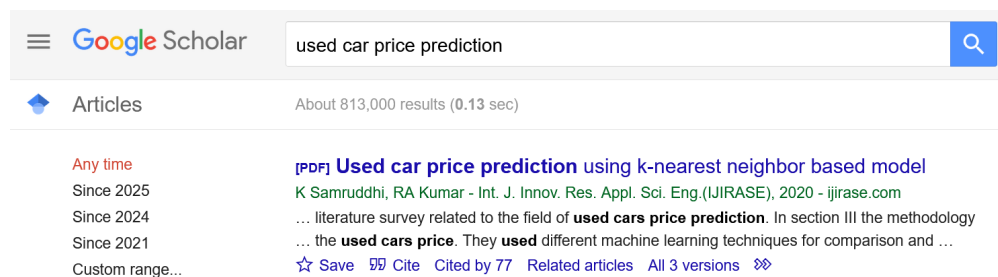 Google Scholar
used car price prediction
Articles
About 813,000 results (0.13 sec)
Any time
Since 2025
Since 2024
Since 2021
Custom range...
[PDF] Used car price prediction using k-nearest neighbor based model
K Samruddhi, RA Kumar - Int. J. Innov. Res. Appl. Sci. Eng.(IJIRASE), 2020 - ijirase.com
… literature survey related to the field of used cars price prediction. In section III the methodology
… the used cars price. They used different machine learning techniques for comparison and …
Save Cite Cited by 77 Related articles All 3 versions